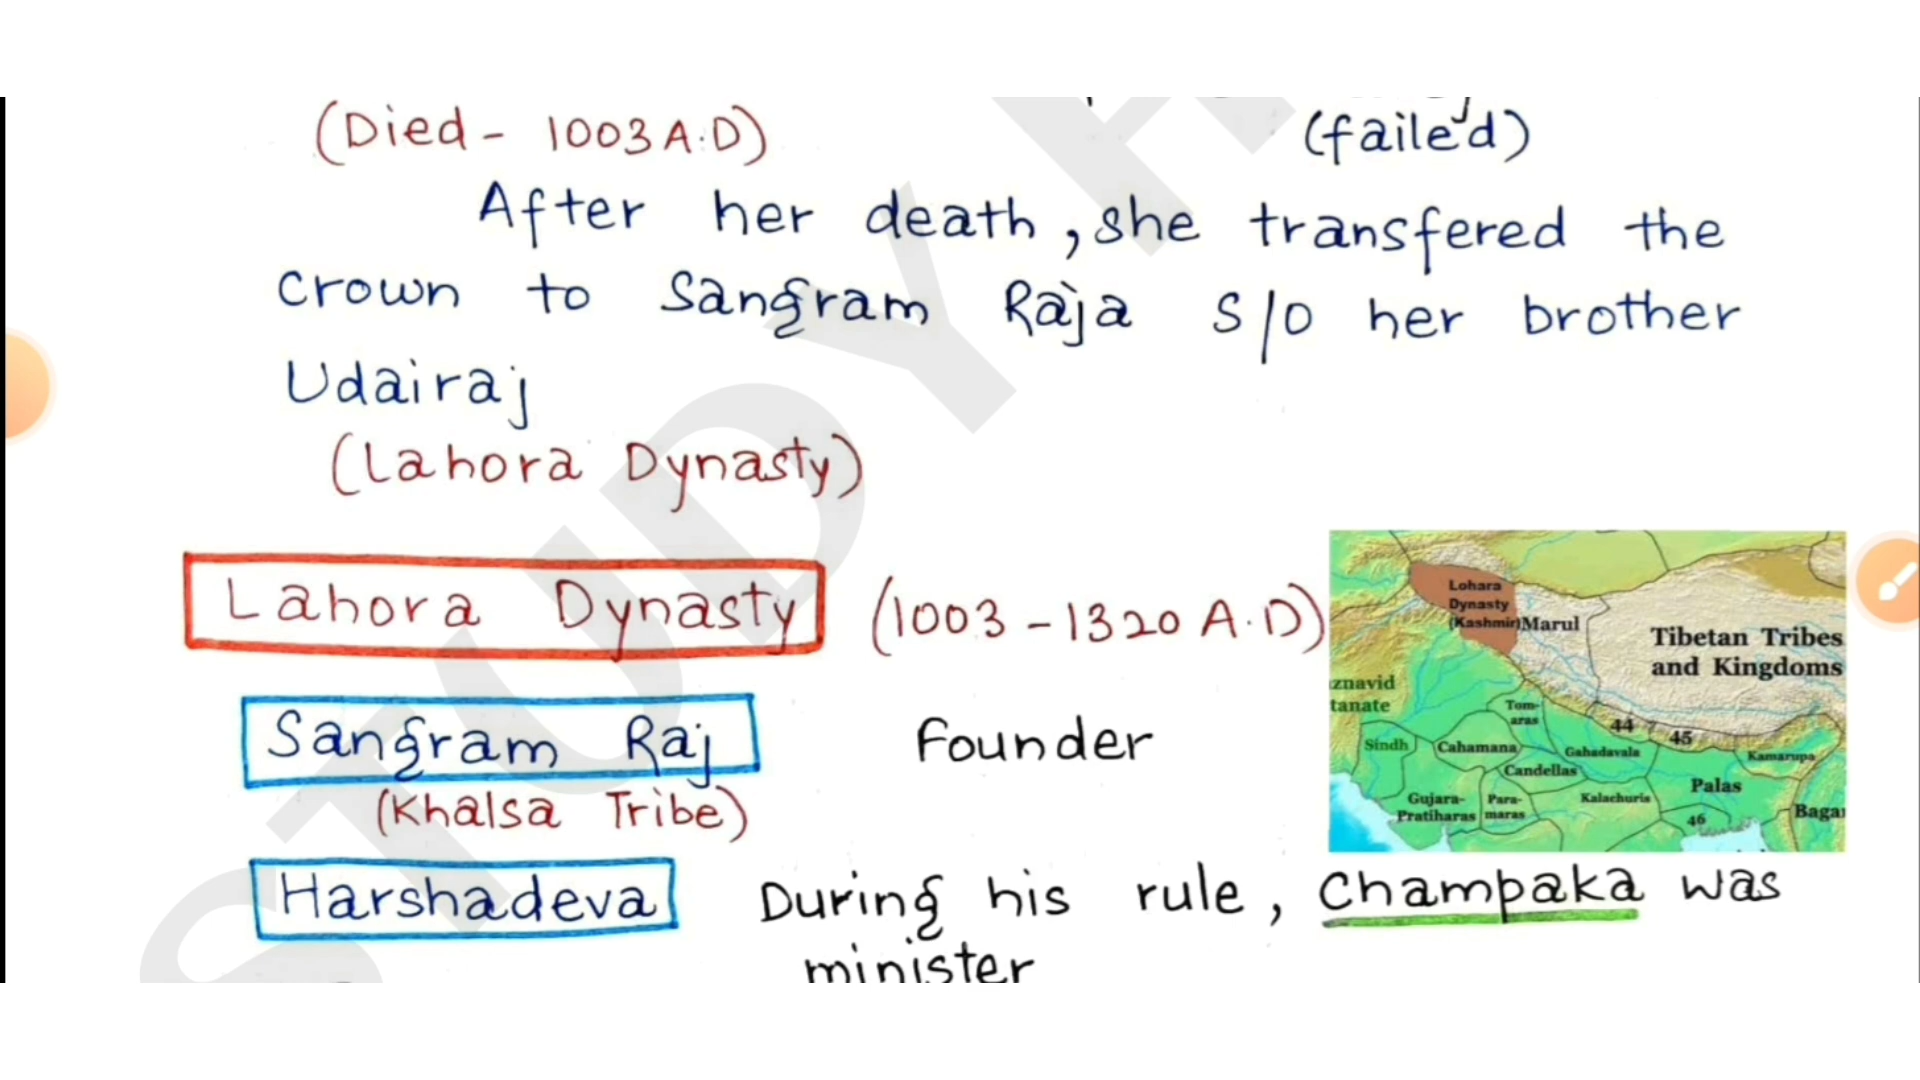 (Died - 1003 A.D)
(failed)
After her death, she transfered the
crown to Sangram Raja S/O her brother
Udairaj
(Lahora Dynasty)
Lahora Dynasty (1003 - 1320 A.D)
Sangram Raj Founder
(Khalsa Tribe)
Harshadeva During his rule, Champaka was
minister
Lohara
Dynasty
(Kashmir)
Marul
Tibetan Tribes
and Kingdoms
znavid
tanate
Tom-
aras
44
45
Sindh
Cahamana
Gahadavala
Kamarupa
Candellas
Palas
Gujara-
Pratiharas
Para-
maras
Kalachuris
46
Bagan
STUDY